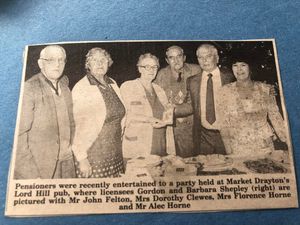 Pensioners were recently entertained to a party held at Market Drayton's
Lord Hill pub, where licensees Gordon and Barbara Shepley (right) are
pictured with Mr John Felton, Mrs Dorothy Clewes, Mrs Florence Horne
and Mr Alec Horne